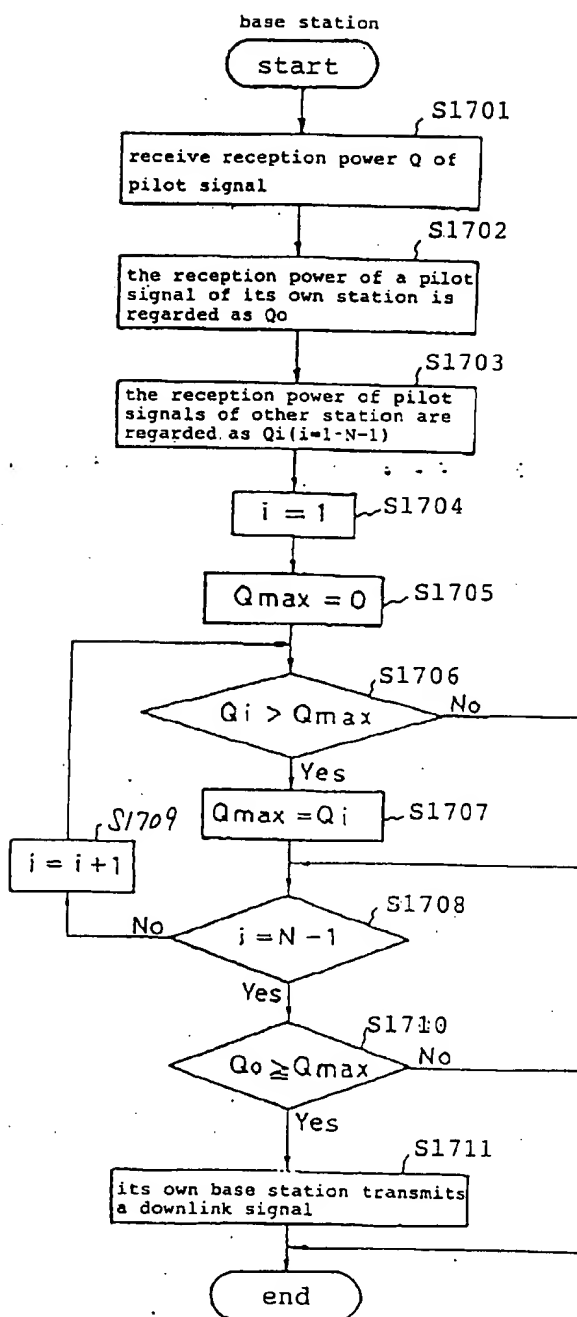 base station
start
S1701
receive reception power Q of
pilot signal
S1702
the reception power of a pilot
signal of its own station is
regarded as Qo
S1703
the reception power of pilot
signals of other station are
regarded as Qi(i=1-N-1)
i = 1
S1704
Qmax = 0
S1705
S1706
Qi > Qmax
No
Yes
Qmax = Qi
S1707
S1709
i = i + 1
S1708
i = N - 1
No
Yes
S1710
Qo ≧ Qmax
No
Yes
S1711
its own base station transmits
a downlink signal
end